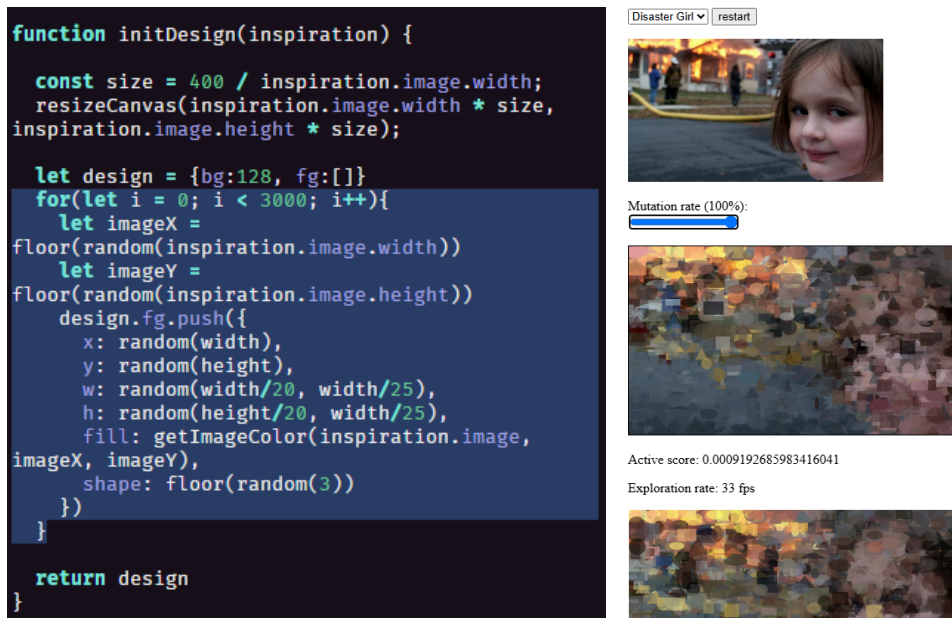 function initDesign(inspiration) {
const size = 400 / inspiration.image.width;
resizeCanvas(inspiration.image.width * size,
inspiration.image.height * size);
let design = {bg:128, fg:[]}
for(let i = 0; i < 3000; i++){
let imageX =
floor(random(inspiration.image.width))
let imageY =
floor(random(inspiration.image.height))
design.fg.push({
x: random(width),
y: random(height),
w: random(width/20, width/25),
h: random(height/20, width/25),
fill: getImageColor(inspiration.image,
imageX, imageY),
shape: floor(random(3))
})
}
return design
}
Disaster Girl restart
Mutation rate (100%):
Active score: 0.0009192685983416041
Exploration rate: 33 fps